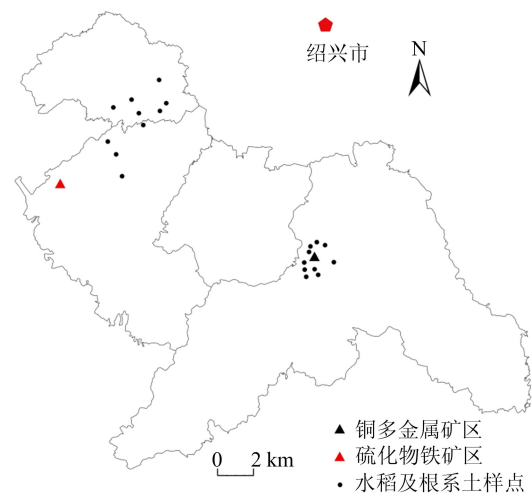 绍兴市
N
铜多金属矿区
硫化物铁矿区
0 2 km
水稻及根系土样点